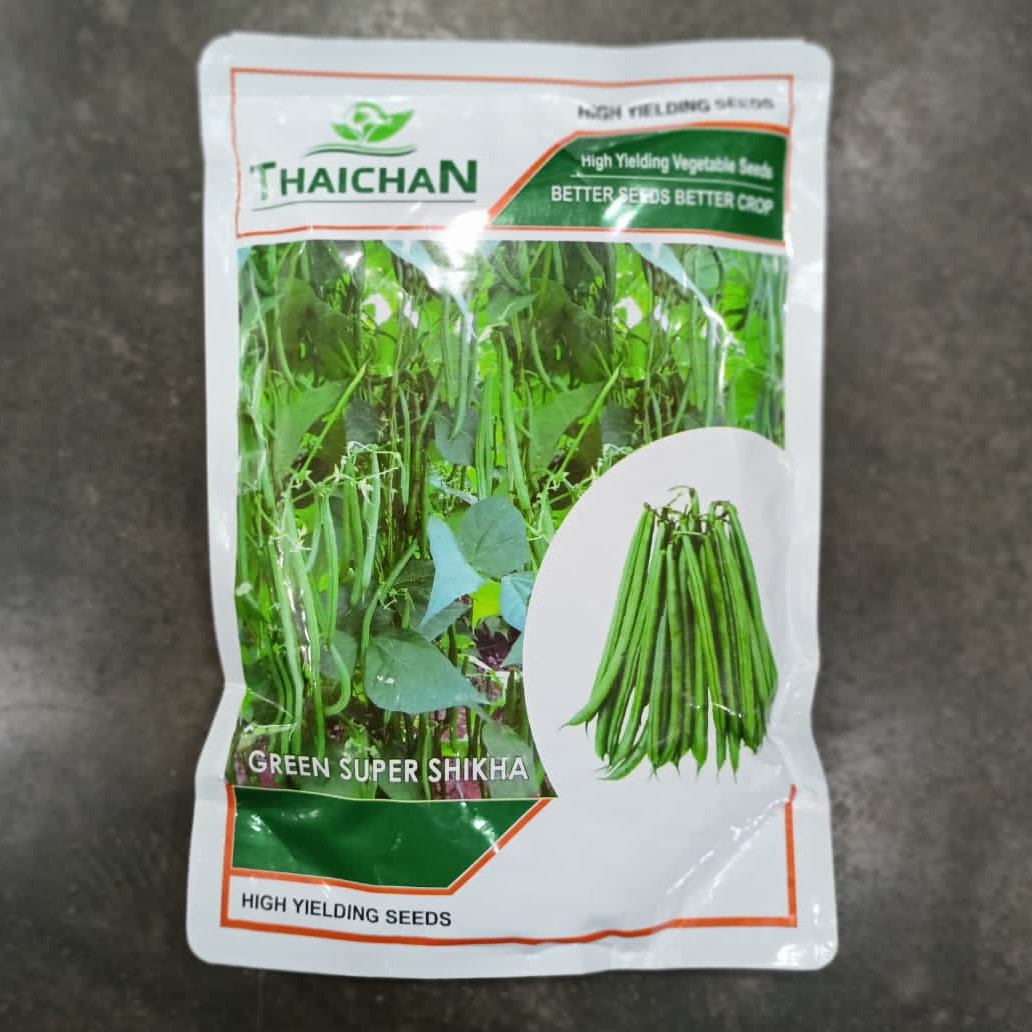 HIGH YIELDING SEEDS
THAICHAN
High Yielding Vegetable Seeds
BETTER SEEDS BETTER CROP
GREEN SUPER SHIKHA
HIGH YIELDING SEEDS